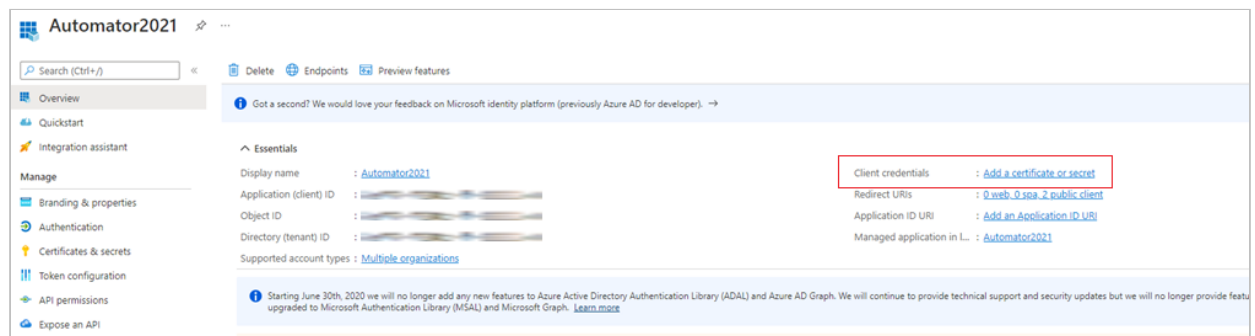 Automator2021
Search (Ctrl+/)
Overview
Quickstart
Integration assistant
Manage
Branding & properties
Authentication
Certificates & secrets
Token configuration
API permissions
Expose an API
Delete Endpoints Preview features
Got a second? We would love your feedback on Microsoft identity platform (previously Azure AD for developer). →
Essentials
Display name : Automator2021
Application (client) ID :
Object ID :
Directory (tenant) ID :
Supported account types : Multiple organizations
Client credentials : Add a certificate or secret
Redirect URIs : 0 web, 0 spa, 2 public client
Application ID URI : Add an Application ID URI
Managed application in l... : Automator2021
Starting June 30th, 2020 we will no longer add any new features to Azure Active Directory Authentication Library (ADAL) and Azure AD Graph. We will continue to provide technical support and security updates but we will no longer provide featu
upgraded to Microsoft Authentication Library (MSAL) and Microsoft Graph. Learn more